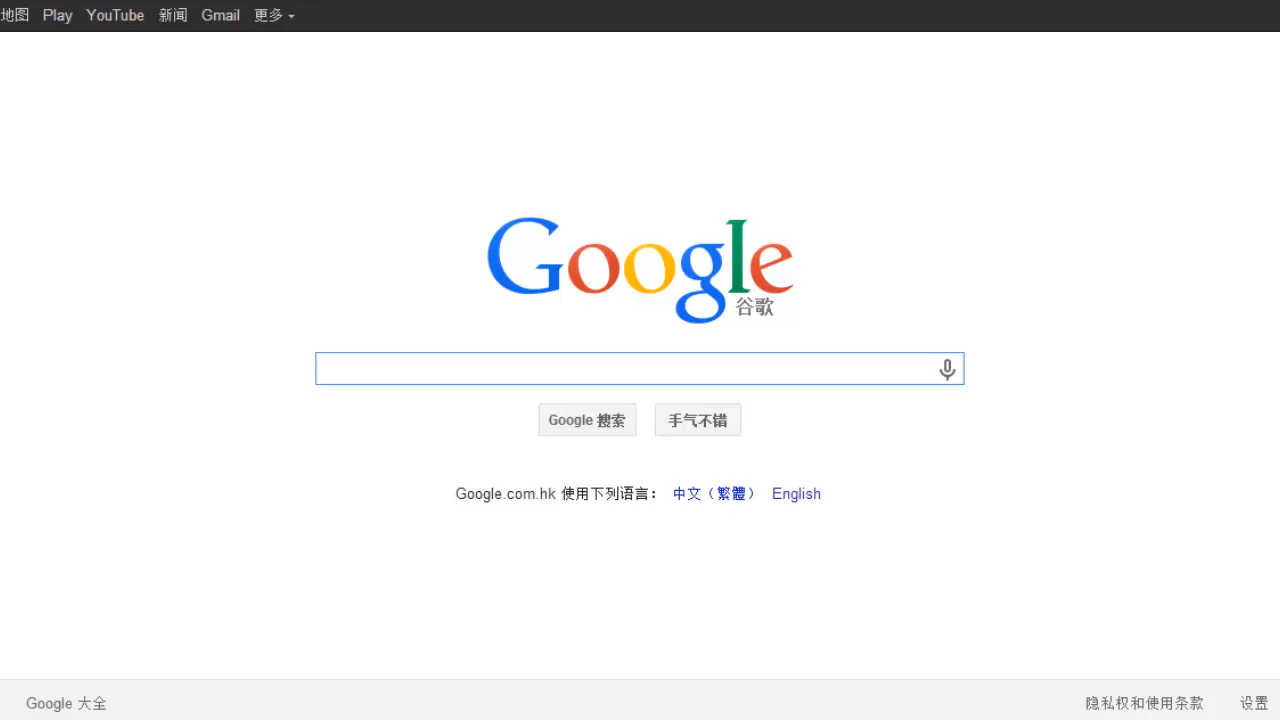 地图 Play YouTube 新闻 Gmail 更多
Google
谷歌
Google 搜索 手气不错
Google.com.hk 使用下列语言： 中文（繁體） English
Google 大全 隐私权和使用条款 设置